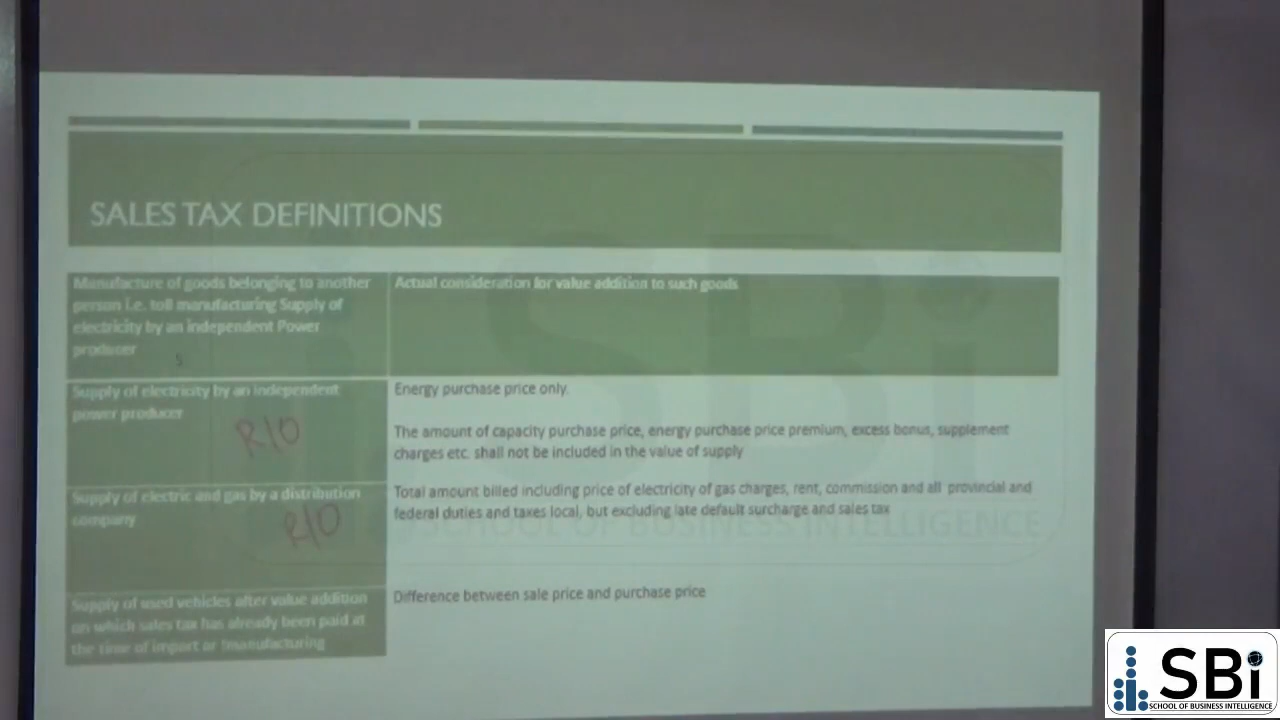 SALES TAX DEFINITIONS
Manufacture of goods belonging to another
person i.e. toll manufacturing Supply of
electricity by an independent Power
producer
Actual consideration for value addition to such goods
Supply of electricity by an independent
power producer
R/O
Energy purchase price only.
The amount of capacity purchase price, energy purchase price premium, excess bonus, supplement
charges etc. shall not be included in the value of supply
Supply of electric and gas by a distribution
company
R/O
Total amount billed including price of electricity of gas charges, rent, commission and all provincial and
federal duties and taxes local, but excluding late default surcharge and sales tax
Supply of used vehicles after value addition
on which sales tax has already been paid at
the time of import or manufacturing
Difference between sale price and purchase price
SBi
SCHOOL OF BUSINESS INTELLIGENCE
SBi
SCHOOL OF BUSINESS INTELLIGENCE